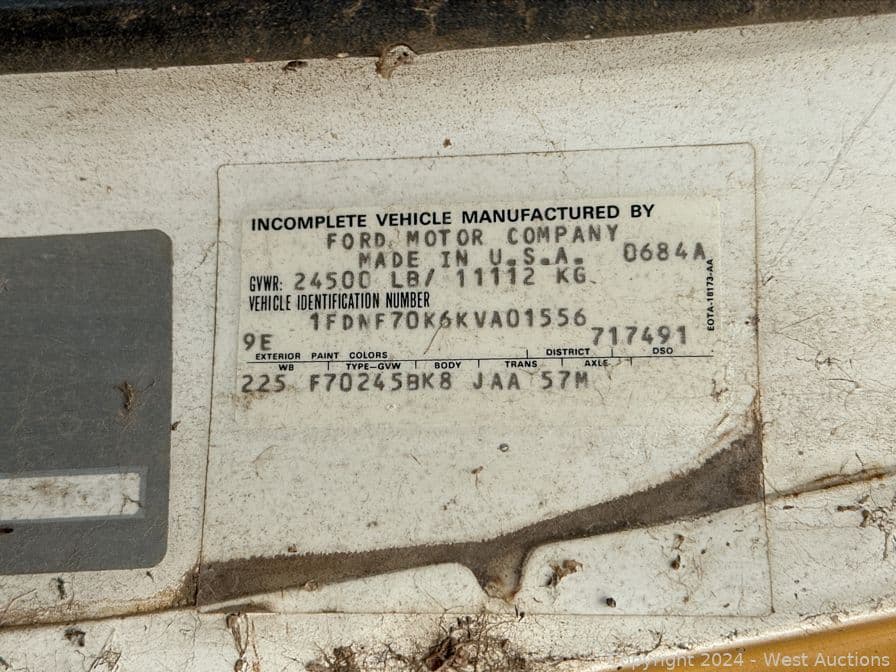 INCOMPLETE VEHICLE MANUFACTURED BY
FORD MOTOR COMPANY
MADE IN U.S.A. 0684A
GVWR: 24500 LB/ 11112 KG
VEHICLE IDENTIFICATION NUMBER
1FDNF70K6KVA01556
9E 717491
EXTERIOR PAINT COLORS DISTRICT DSO
WB TYPE-GVW BODY TRANS AXLE
225 F70245BK8 JAA 57M
EOTA-18173-AA
Copyright 2024 - West Auctions